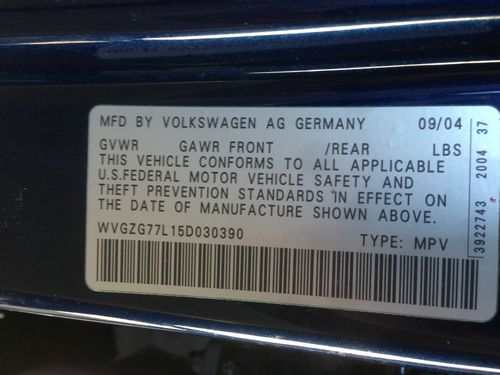 MFD BY VOLKSWAGEN AG GERMANY 09/04
GVWR GAWR FRONT /REAR LBS
THIS VEHICLE CONFORMS TO ALL APPLICABLE
U.S.FEDERAL MOTOR VEHICLE SAFETY AND
THEFT PREVENTION STANDARDS IN EFFECT ON
THE DATE OF MANUFACTURE SHOWN ABOVE.
WVGZG77L15D030390 TYPE: MPV
3922743 2004 37